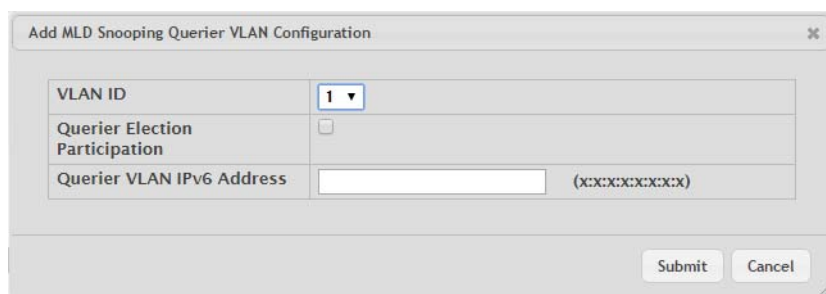 Add MLD Snooping Querier VLAN Configuration
VLAN ID
1
Querier Election
Participation
Querier VLAN IPv6 Address
(x:x:x:x:x:x:x:x)
Submit
Cancel